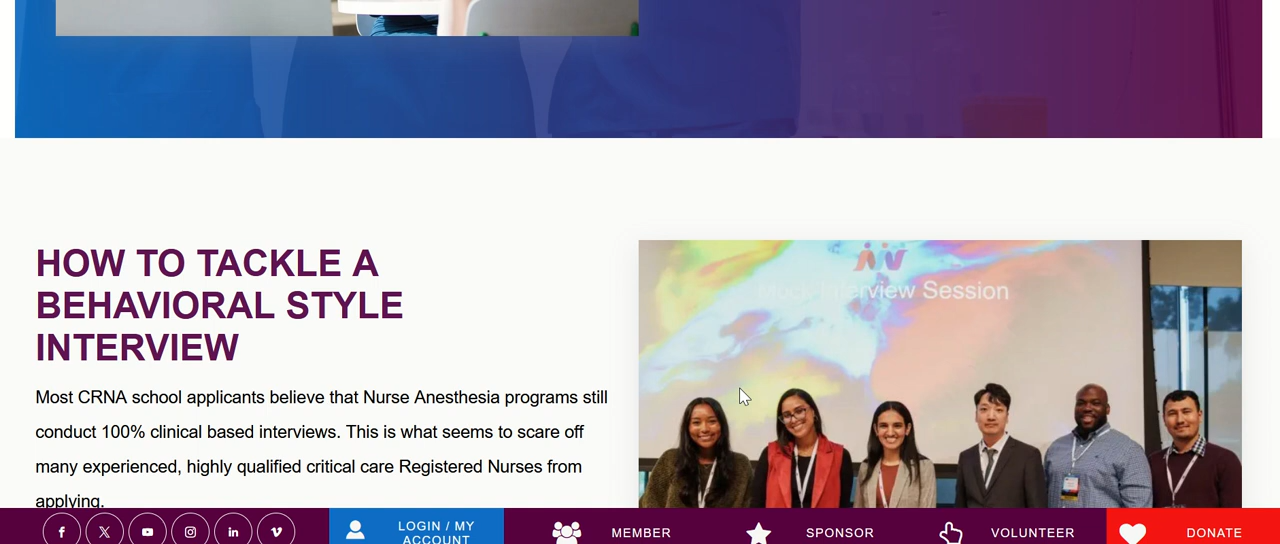 HOW TO TACKLE A
BEHAVIORAL STYLE
INTERVIEW
Most CRNA school applicants believe that Nurse Anesthesia programs still
conduct 100% clinical based interviews. This is what seems to scare off
many experienced, highly qualified critical care Registered Nurses from
applying.
Interview Session
LOGIN / MY
ACCOUNT
MEMBER
SPONSOR
VOLUNTEER
DONATE